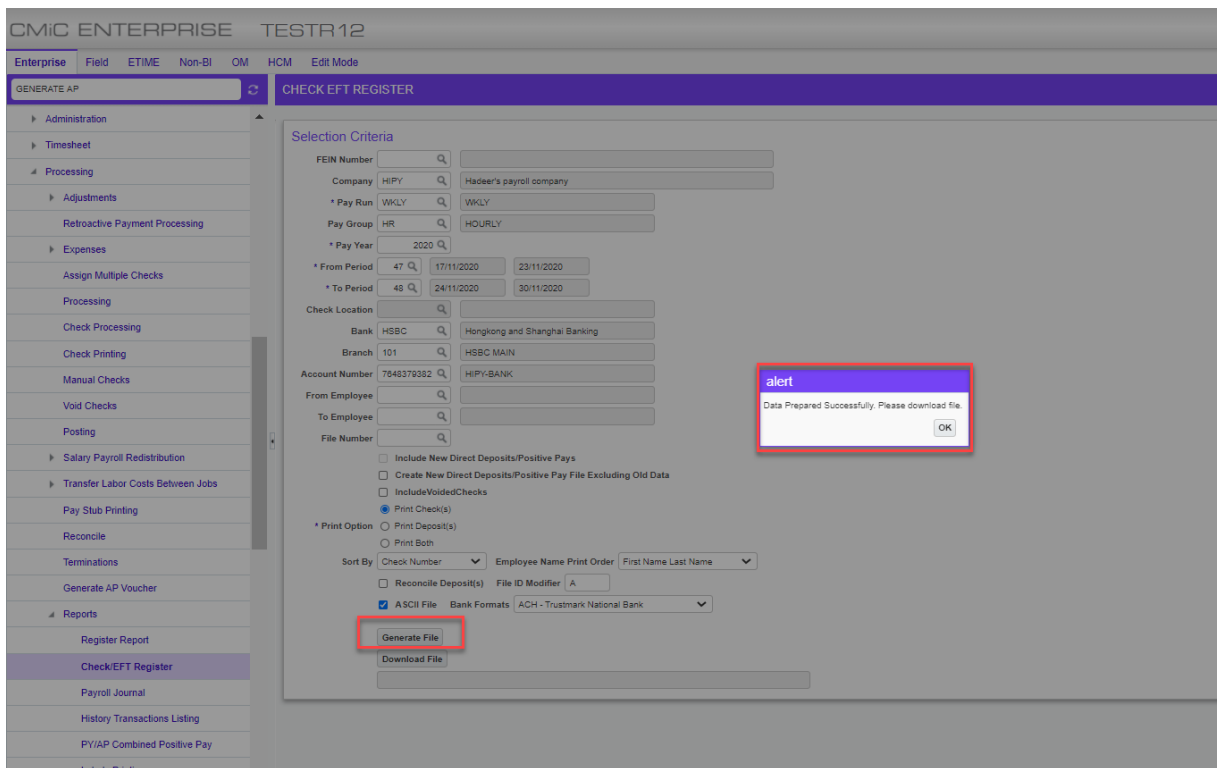 CMiC ENTERPRISE TESTR12
Enterprise Field ETIME Non-BI OM HCM Edit Mode
GENERATE AP
Administration
Timesheet
Processing
Adjustments
Retroactive Payment Processing
Expenses
Assign Multiple Checks
Processing
Check Processing
Check Printing
Manual Checks
Void Checks
Posting
Salary Payroll Redistribution
Transfer Labor Costs Between Jobs
Pay Stub Printing
Reconcile
Terminations
Generate AP Voucher
Reports
Register Report
Check/EFT Register
Payroll Journal
History Transactions Listing
PY/AP Combined Positive Pay
CHECK EFT REGISTER
Selection Criteria
FEIN Number
Company HIPY Hadeer's payroll company
* Pay Run WKLY WKLY
Pay Group HR HOURLY
* Pay Year 2020
* From Period 47 17/11/2020 23/11/2020
* To Period 48 24/11/2020 30/11/2020
Check Location
Bank HSBC Hongkong and Shanghai Banking
Branch 101 HSBC MAIN
Account Number 7648379382 HIPY-BANK
From Employee
To Employee
File Number
Include New Direct Deposits/Positive Pays
Create New Direct Deposits/Positive Pay File Excluding Old Data
IncludeVoidedChecks
Print Check(s)
* Print Option Print Deposit(s)
Print Both
Sort By Check Number Employee Name Print Order First Name Last Name
Reconcile Deposit(s) File ID Modifier A
ASCII File Bank Formats ACH - Trustmark National Bank
Generate File
Download File
alert
Data Prepared Successfully. Please download file.
OK